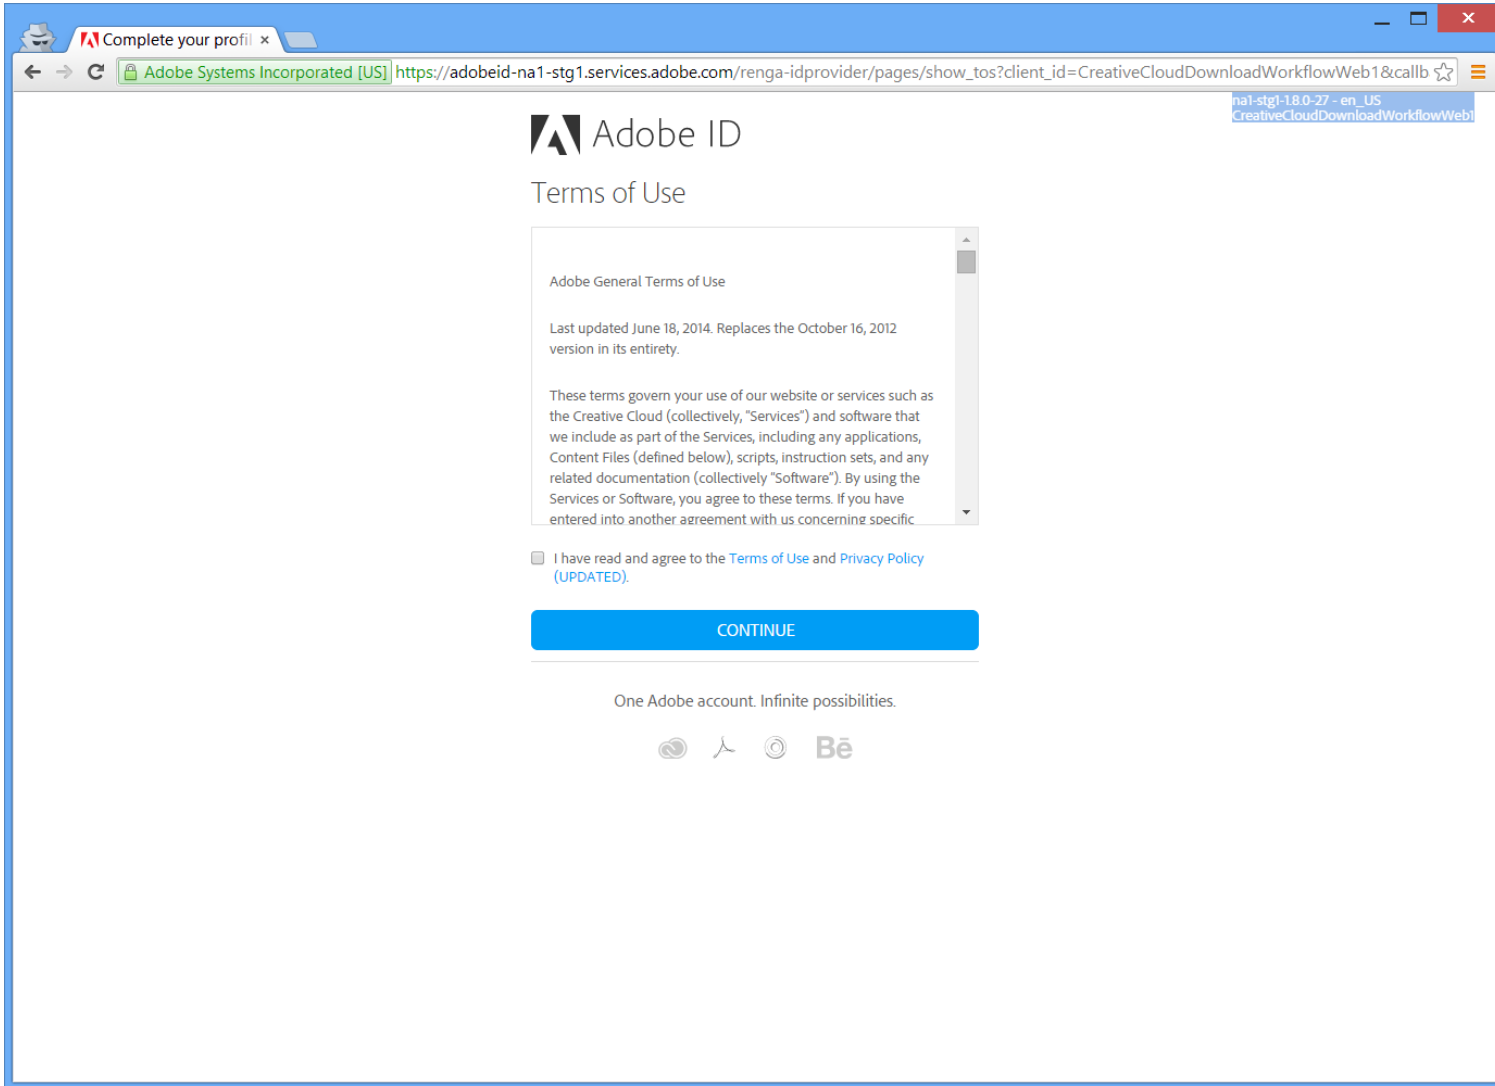 Complete your profil
Adobe Systems Incorporated [US]
https://adobeid-na1-stg1.services.adobe.com/renga-idprovider/pages/show_tos?client_id=CreativeCloudDownloadWorkflowWeb1&callb
na1-stg1-1.8.0-27 - en_US
CreativeCloudDownloadWorkflowWeb1
Adobe ID
Terms of Use
Adobe General Terms of Use
Last updated June 18, 2014. Replaces the October 16, 2012
version in its entirety.
These terms govern your use of our website or services such as
the Creative Cloud (collectively, "Services") and software that
we include as part of the Services, including any applications,
Content Files (defined below), scripts, instruction sets, and any
related documentation (collectively "Software"). By using the
Services or Software, you agree to these terms. If you have
entered into another agreement with us concerning specific
I have read and agree to the Terms of Use and Privacy Policy
(UPDATED).
CONTINUE
One Adobe account. Infinite possibilities.
Bē